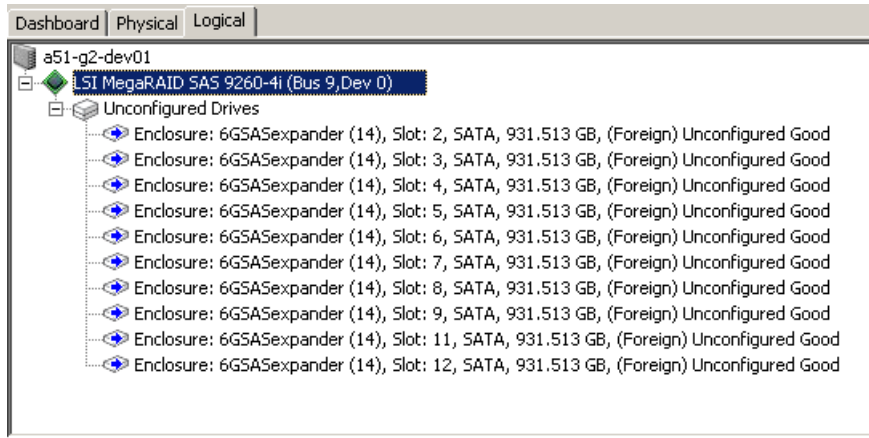 Dashboard Physical Logical
a51-g2-dev01
LSI MegaRAID SAS 9260-4i (Bus 9,Dev 0)
Unconfigured Drives
Enclosure: 6GSASexpander (14), Slot: 2, SATA, 931.513 GB, (Foreign) Unconfigured Good
Enclosure: 6GSASexpander (14), Slot: 3, SATA, 931.513 GB, (Foreign) Unconfigured Good
Enclosure: 6GSASexpander (14), Slot: 4, SATA, 931.513 GB, (Foreign) Unconfigured Good
Enclosure: 6GSASexpander (14), Slot: 5, SATA, 931.513 GB, (Foreign) Unconfigured Good
Enclosure: 6GSASexpander (14), Slot: 6, SATA, 931.513 GB, (Foreign) Unconfigured Good
Enclosure: 6GSASexpander (14), Slot: 7, SATA, 931.513 GB, (Foreign) Unconfigured Good
Enclosure: 6GSASexpander (14), Slot: 8, SATA, 931.513 GB, (Foreign) Unconfigured Good
Enclosure: 6GSASexpander (14), Slot: 9, SATA, 931.513 GB, (Foreign) Unconfigured Good
Enclosure: 6GSASexpander (14), Slot: 11, SATA, 931.513 GB, (Foreign) Unconfigured Good
Enclosure: 6GSASexpander (14), Slot: 12, SATA, 931.513 GB, (Foreign) Unconfigured Good